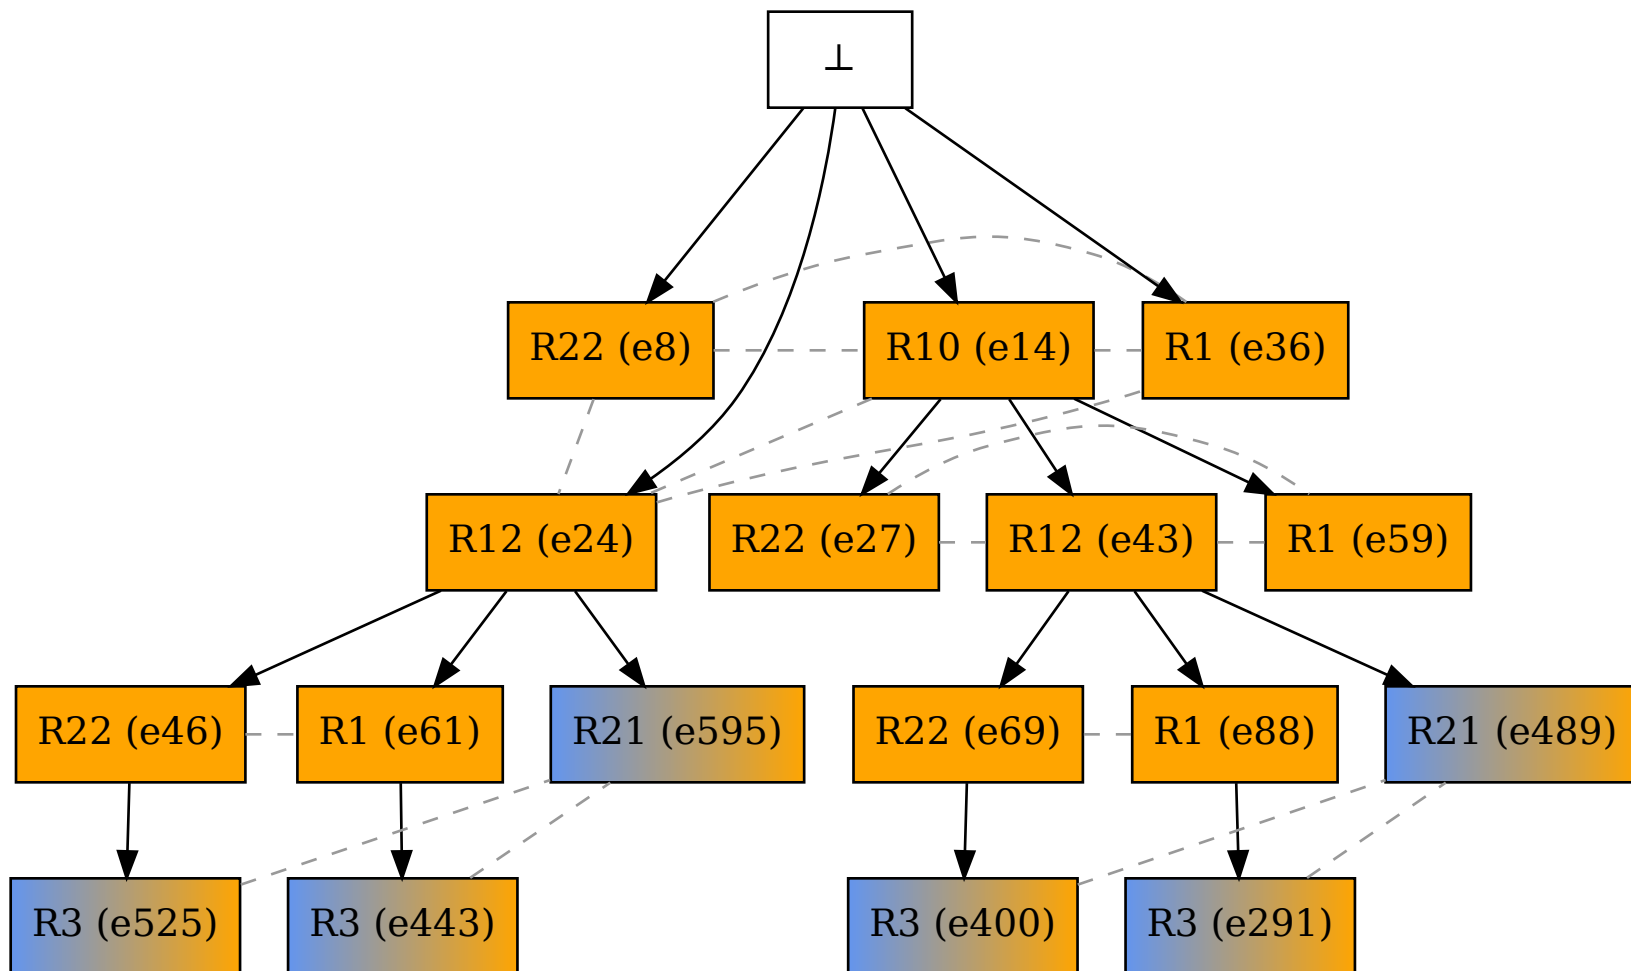 ⊥
R22 (e8)
R10 (e14)
R1 (e36)
R12 (e24)
R22 (e27)
R12 (e43)
R1 (e59)
R22 (e46)
R1 (e61)
R21 (e595)
R22 (e69)
R1 (e88)
R21 (e489)
R3 (e525)
R3 (e443)
R3 (e400)
R3 (e291)